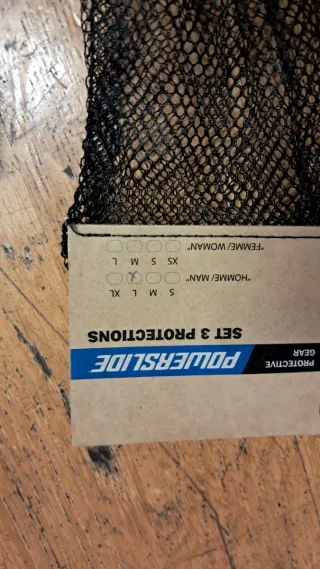 PROTECTIVE
GEAR
POWERSLIDE
SET 3 PROTECTIONS
S M L XL
"HOMME/ MAN"
XS S M L
"FEMME/ WOMAN"